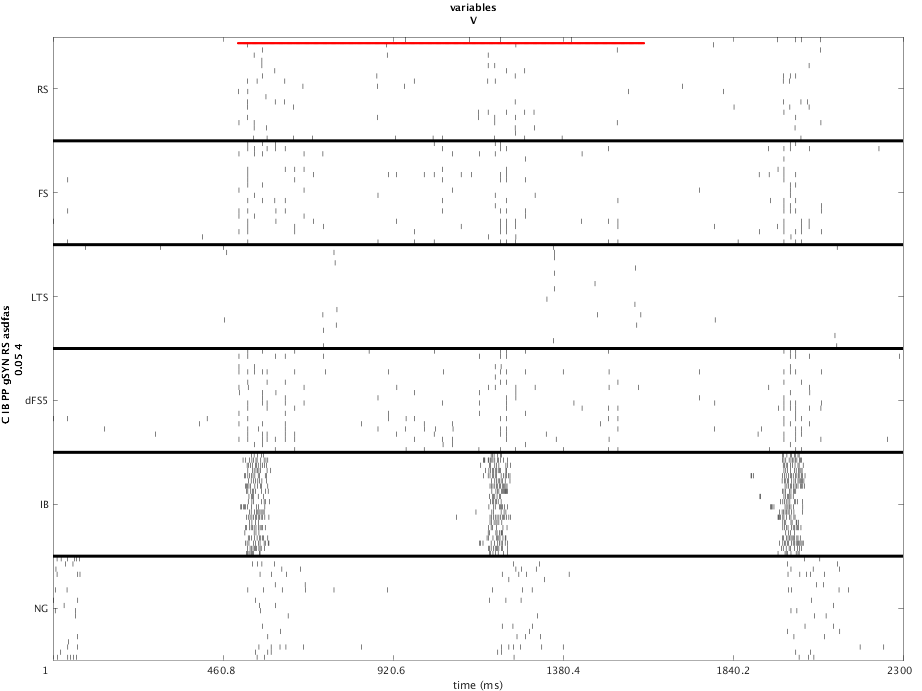 variables
V
RS
FS
LTS
dFS5
IB
NG
C IB PP gSYN RS asdfas
0.05 4
1
460.8
920.6
1380.4
1840.2
2300
time (ms)